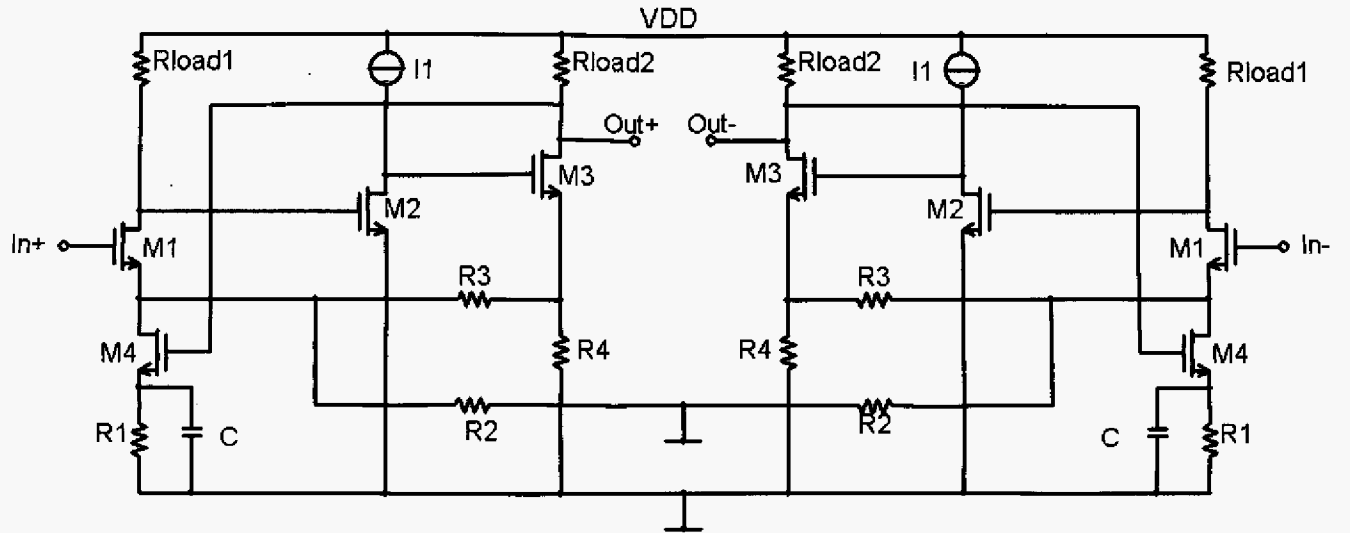 VDD
Rload1 I1 Rload2 Rload2 I1 Rload1
Out+ Out-
M3 M3
M2 M2
In+ M1 M1 In-
R3 R3
M4 R4 R4 M4
R2 R2
R1 C C R1